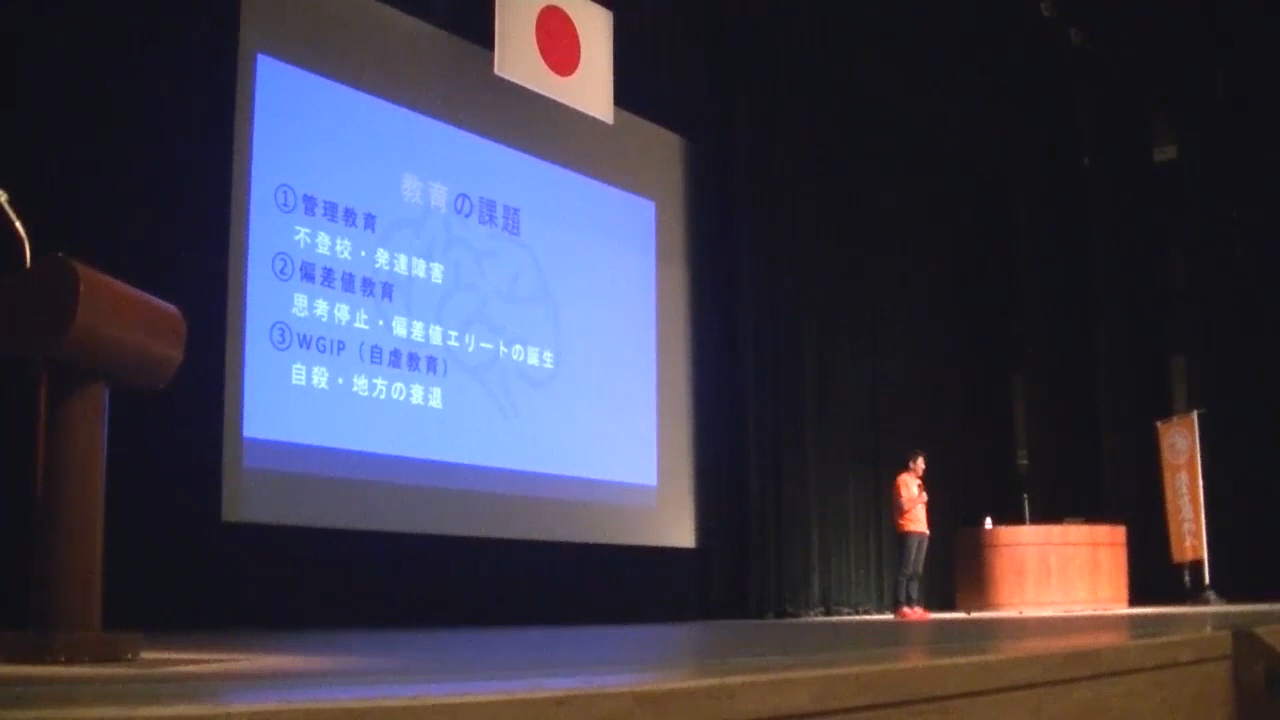 教育の課題
①管理教育
不登校・発達障害
②偏差値教育
思考停止・偏差値エリートの誕生
③WGIP（自虐教育）
自殺・地方の衰退